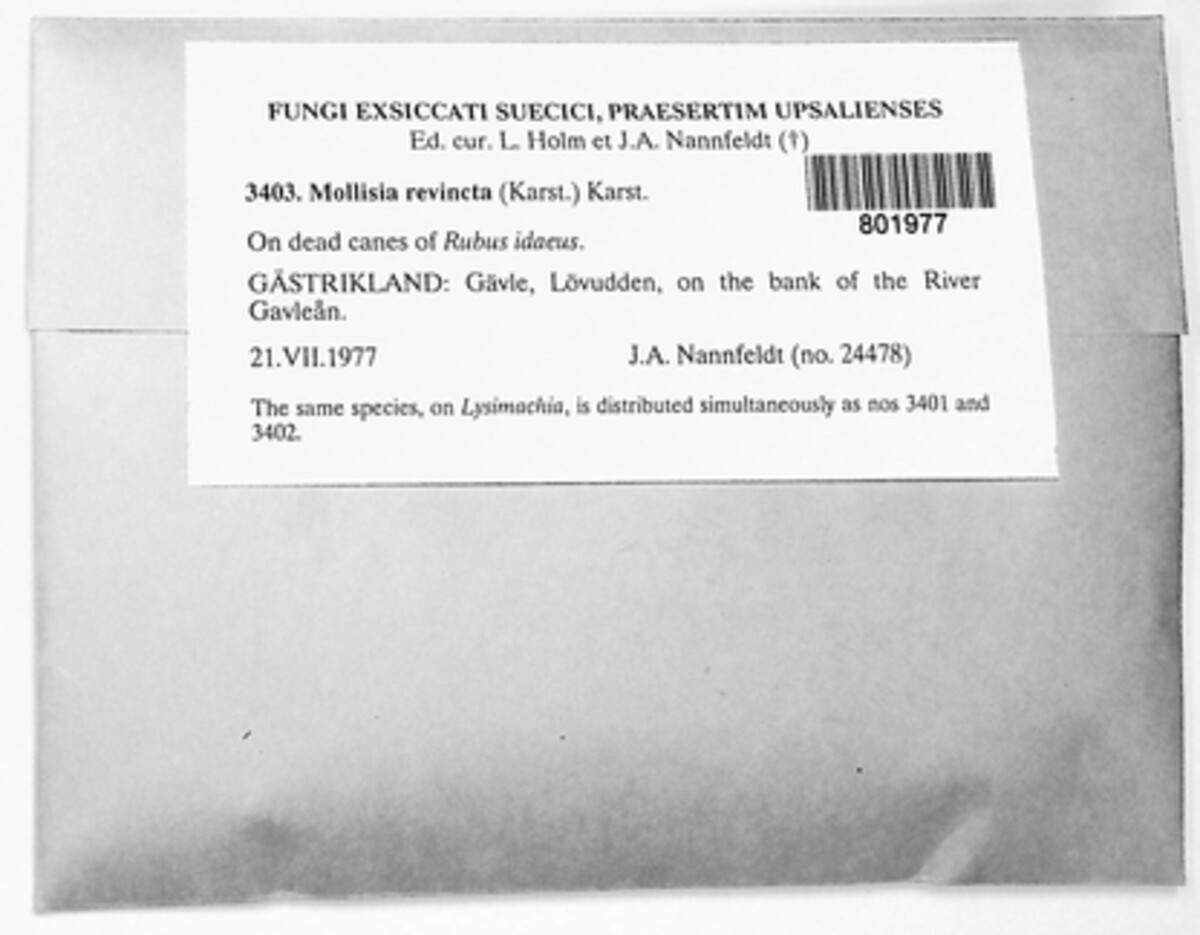 FUNGI EXSICCATI SUECICI, PRAESERTIM UPSALIENSES
Ed. cur. L. Holm et J.A. Nannfeldt (†)
3403. Mollisia revincta (Karst.) Karst.
801977
On dead canes of Rubus idaeus.
GÄSTRIKLAND: Gävle, Lövudden, on the bank of the River
Gavleån.
21.VII.1977 J.A. Nannfeldt (no. 24478)
The same species, on Lysimachia, is distributed simultaneously as nos 3401 and
3402.